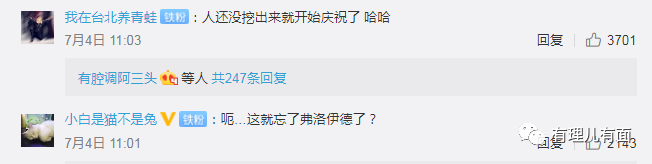 我在台北养青蛙 铁粉：人还没挖出来就开始庆祝了 哈哈
7月4日 11:03 回复 3701
有腔调阿三头 等人 共247条回复
小白是猫不是兔 铁粉：呃...这就忘了弗洛伊德了？
7月4日 11:01 回复 2143
有理儿有面